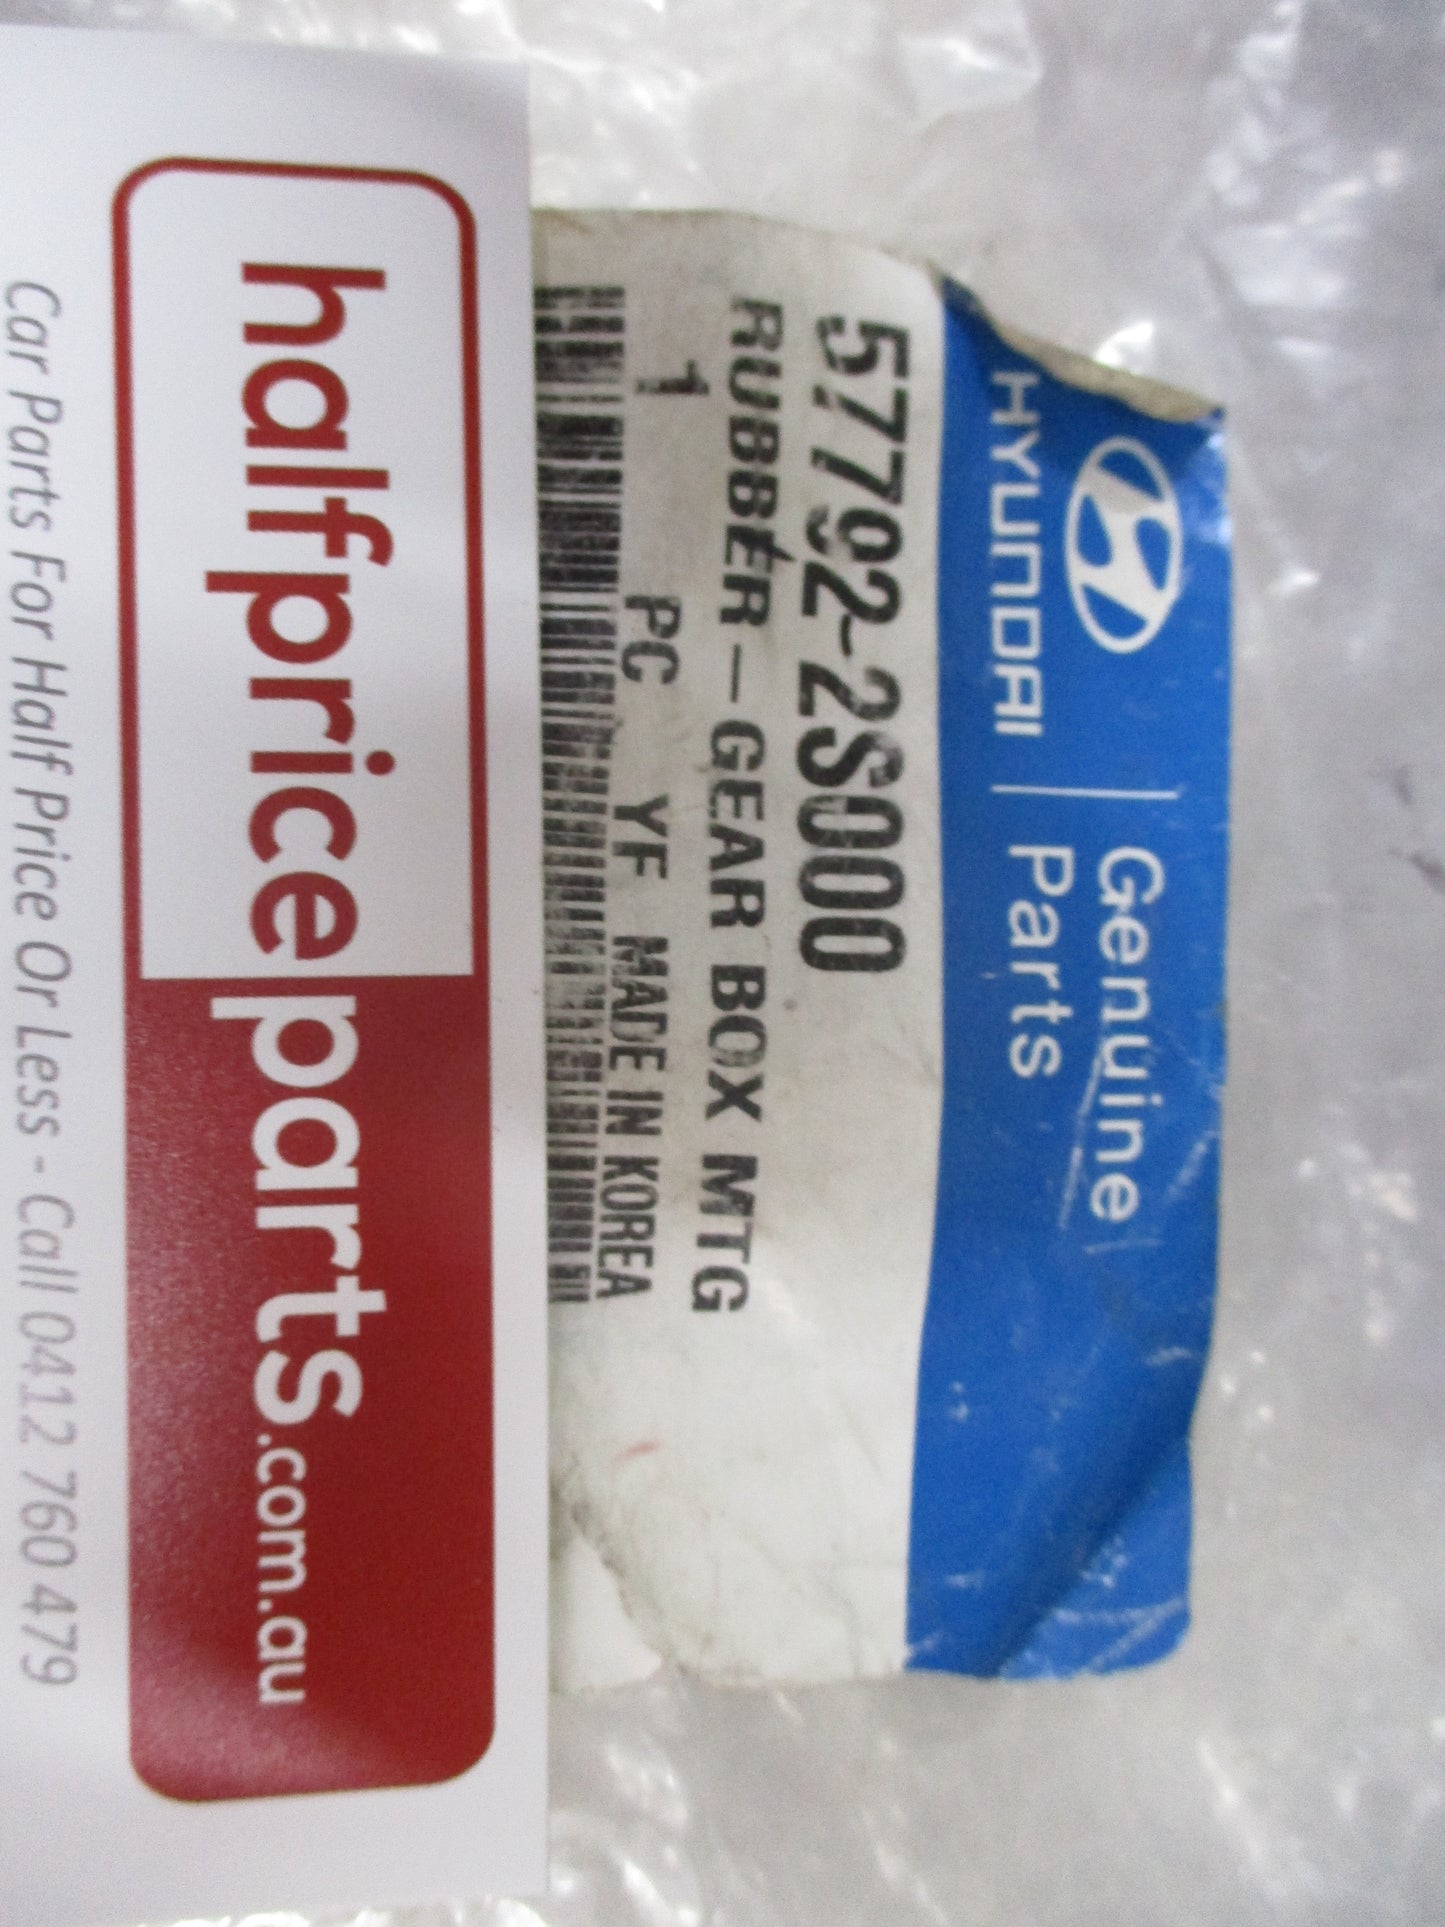 HYUNDAI
Genuine
Parts
57792-2S000
RUBBER-GEAR BOX MTG
1 PC YF MADE IN KOREA
halfpriceparts.com.au
Car Parts For Half Price Or Less - Call 0412 760 479